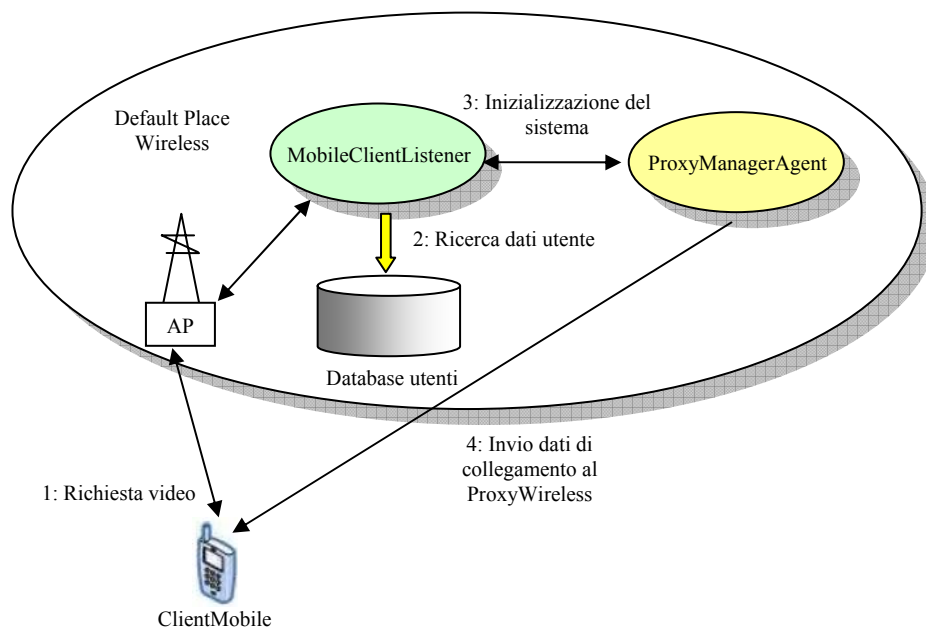 3: Inizializzazione del
sistema
Default Place
Wireless
MobileClientListener
ProxyManagerAgent
2: Ricerca dati utente
AP
Database utenti
4: Invio dati di
collegamento al
ProxyWireless
1: Richiesta video
ClientMobile